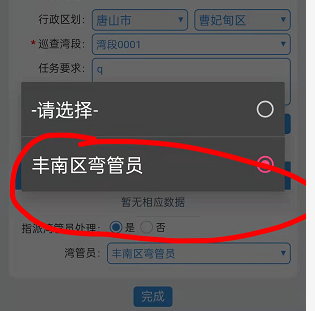 行政区划: 唐山市 曹妃甸区
*巡查湾段: 湾段0001
任务要求: q
-请选择-
丰南区弯管员
暂无相应数据
指派湾管员处理: 是 否
湾管员: 丰南区弯管员
完成